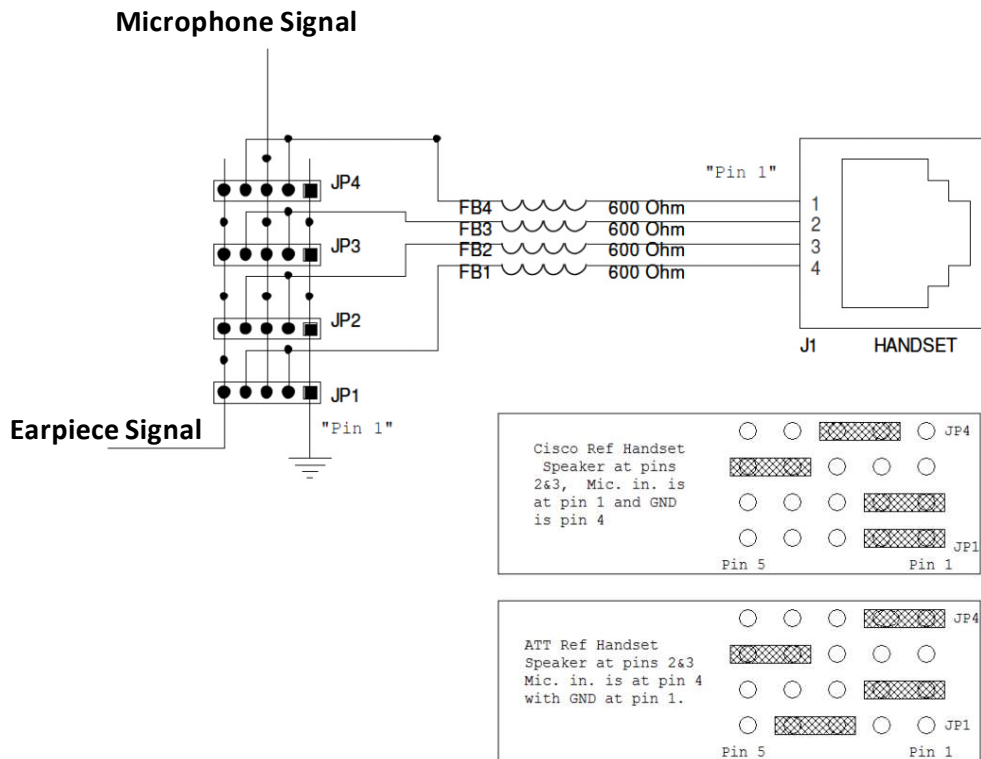 Microphone Signal
JP4
JP3
JP2
JP1
"Pin 1"
Earpiece Signal
"Pin 1"
FB4 600 Ohm 1
FB3 600 Ohm 2
FB2 600 Ohm 3
FB1 600 Ohm 4
J1 HANDSET
Cisco Ref Handset
Speaker at pins
2&3, Mic. in. is
at pin 1 and GND
is pin 4
JP4
JP1
Pin 5 Pin 1
ATT Ref Handset
Speaker at pins 2&3
Mic. in. is at pin 4
with GND at pin 1.
JP4
JP1
Pin 5 Pin 1